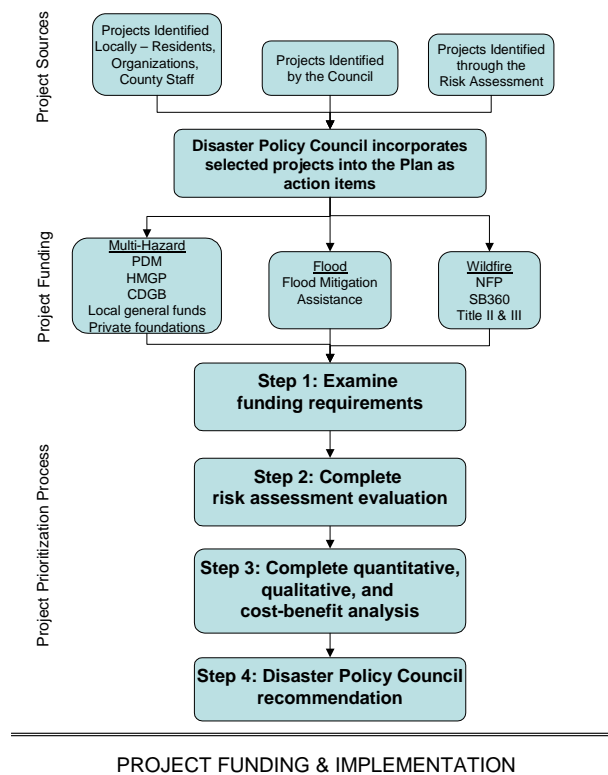 Project Sources
Projects Identified
Locally – Residents,
Organizations,
County Staff
Projects Identified
by the Council
Projects Identified
through the
Risk Assessment
Disaster Policy Council incorporates
selected projects into the Plan as
action items
Project Funding
Multi-Hazard
PDM
HMGP
CDGB
Local general funds
Private foundations
Flood
Flood Mitigation
Assistance
Wildfire
NFP
SB360
Title II & III
Project Prioritization Process
Step 1: Examine
funding requirements
Step 2: Complete
risk assessment evaluation
Step 3: Complete quantitative,
qualitative, and
cost-benefit analysis
Step 4: Disaster Policy Council
recommendation
PROJECT FUNDING & IMPLEMENTATION